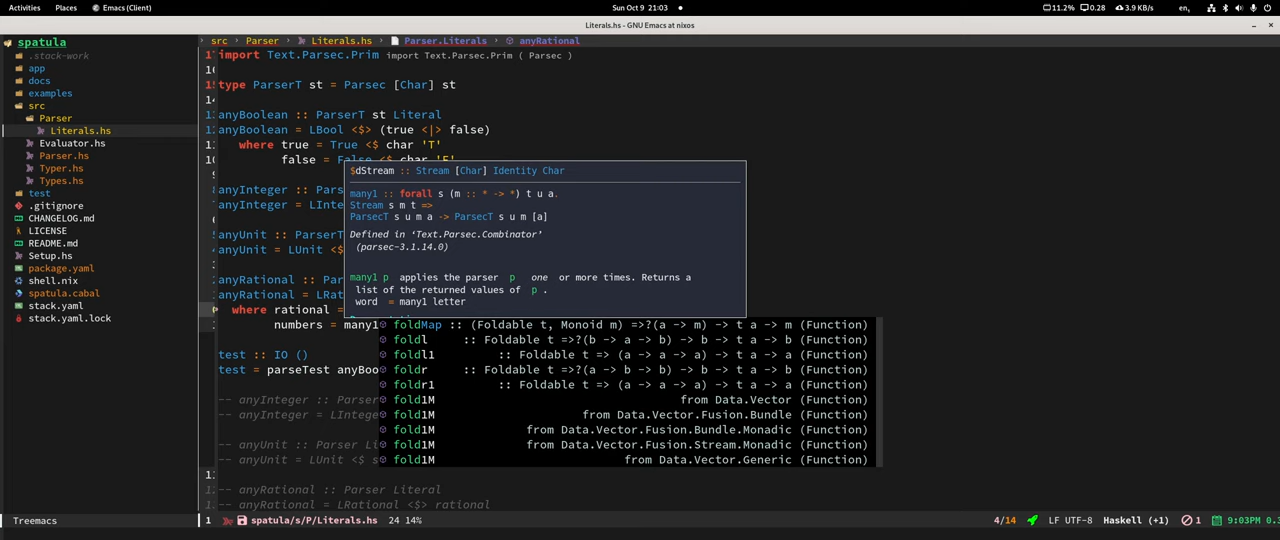 Activities Places Emacs (Client) Sun Oct 9 21:03 11.2% 0.28 3.9 KB/s en,
Literals.hs - GNU Emacs at nixos
spatula
.stack-work
app
docs
examples
src
Parser
Literals.hs
Evaluator.hs
Parser.hs
Typer.hs
Types.hs
test
.gitignore
CHANGELOG.md
LICENSE
README.md
Setup.hs
package.yaml
shell.nix
spatula.cabal
stack.yaml
stack.yaml.lock
Treemacs
› src › Parser › Literals.hs › Parser.Literals › anyRational
import Text.Parsec.Prim import Text.Parsec.Prim ( Parsec )
type ParserT st = Parsec [Char] st
14
anyBoolean :: ParserT st Literal
12 anyBoolean = LBool <$> (true <|> false)
where true = True <$ char 'T'
false = False <$ char 'F'
anyInteger :: Pars
anyInteger = LInte
anyUnit :: ParserT
anyUnit = LUnit <$
anyRational :: Par
anyRational = LRat
where rational =
numbers = many1
test :: IO ()
test = parseTest anyBoo
-- anyInteger :: Parser
-- anyInteger = LInteg
-- anyUnit :: Parser Li
-- anyUnit = LUnit <$ s
-- anyRational :: Parser Literal
-- anyRational = LRational <$> rational
$dStream :: Stream [Char] Identity Char
many1 :: forall s (m :: * -> *) t u a.
Stream s m t =>
ParsecT s u m a -> ParsecT s u m [a]
Defined in ‘Text.Parsec.Combinator’
(parsec-3.1.14.0)
many1 p applies the parser p one or more times. Returns a
list of the returned values of p .
word = many1 letter
foldMap :: (Foldable t, Monoid m) =>?(a -> m) -> t a -> m (Function)
foldl :: Foldable t =>?(b -> a -> b) -> b -> t a -> b (Function)
foldl1 :: Foldable t => (a -> a -> a) -> t a -> a (Function)
foldr :: Foldable t =>?(a -> b -> b) -> b -> t a -> b (Function)
foldr1 :: Foldable t => (a -> a -> a) -> t a -> a (Function)
fold1M from Data.Vector (Function)
fold1M from Data.Vector.Fusion.Bundle (Function)
fold1M from Data.Vector.Fusion.Bundle.Monadic (Function)
fold1M from Data.Vector.Fusion.Stream.Monadic (Function)
fold1M from Data.Vector.Generic (Function)
1 spatula/s/P/Literals.hs 24 14% 4/14 LF UTF-8 Haskell (+1) 1 9:03PM 0.3